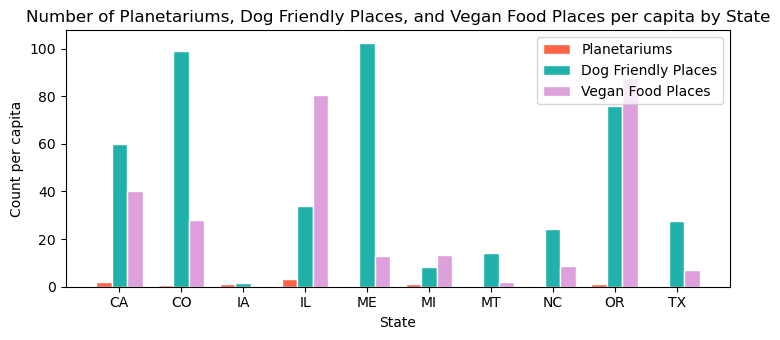 Number of Planetariums, Dog Friendly Places, and Vegan Food Places per capita by State
Planetariums
Dog Friendly Places
Vegan Food Places
Count per capita
100
80
60
40
20
0
CA CO IA IL ME MI MT NC OR TX
State